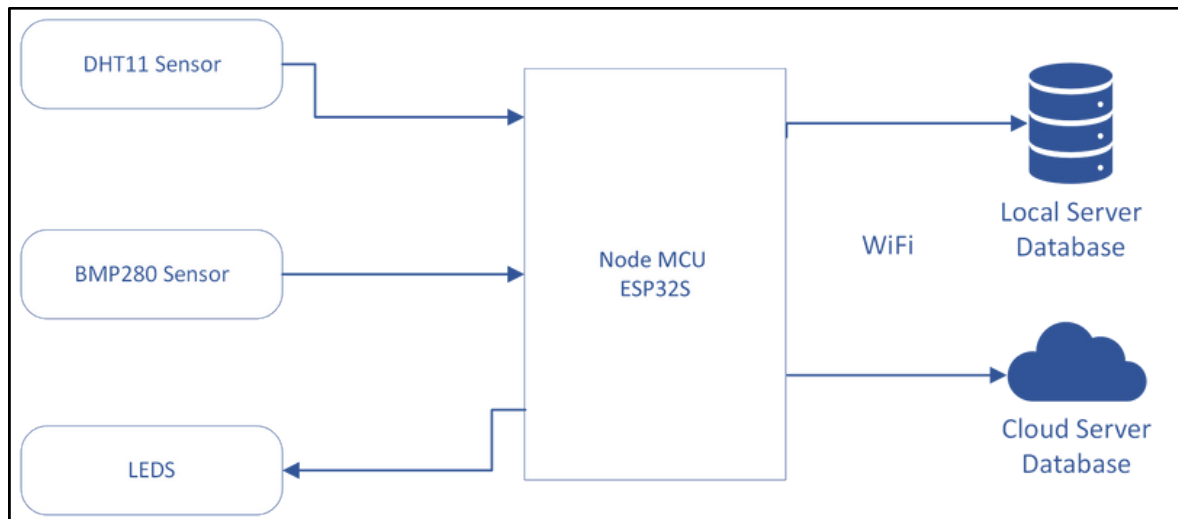 DHT11 Sensor
BMP280 Sensor
LEDS
Node MCU
ESP32S
WiFi
Local Server
Database
Cloud Server
Database